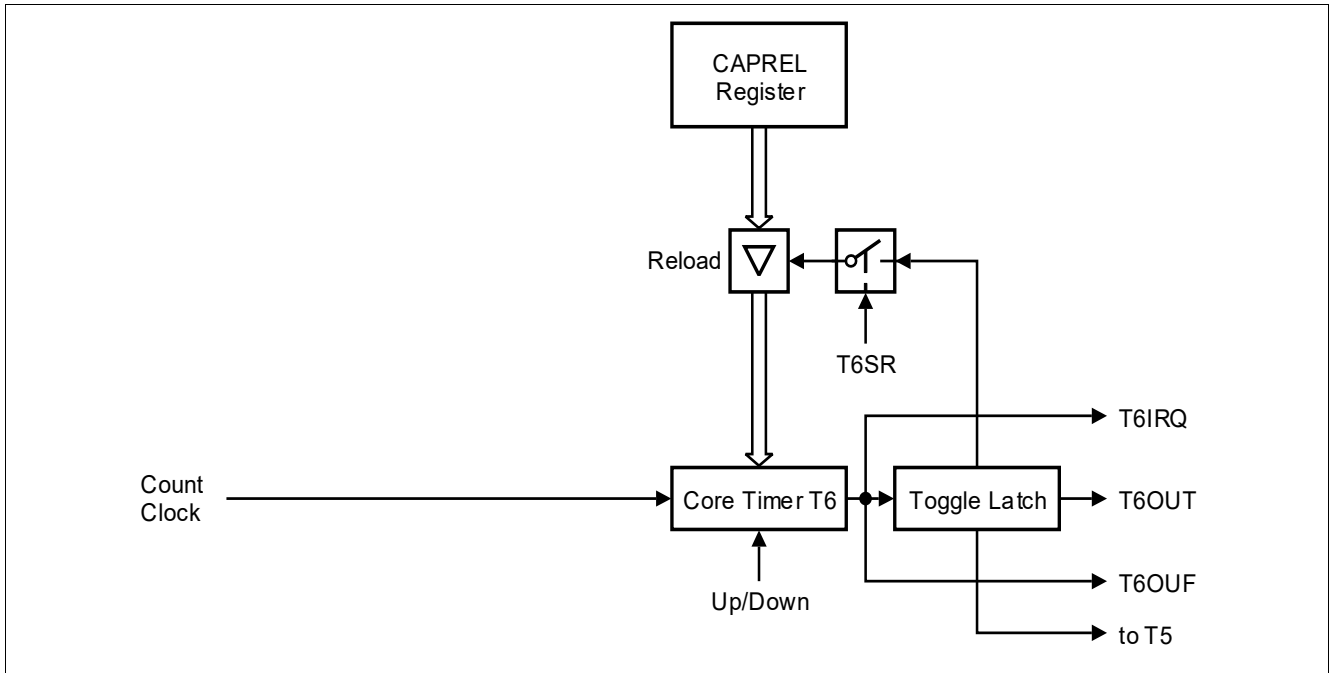 CAPREL
Register
Reload
T6SR
T6IRQ
Count
Clock
Core Timer T6
Toggle Latch
T6OUT
Up/Down
T6OUF
to T5